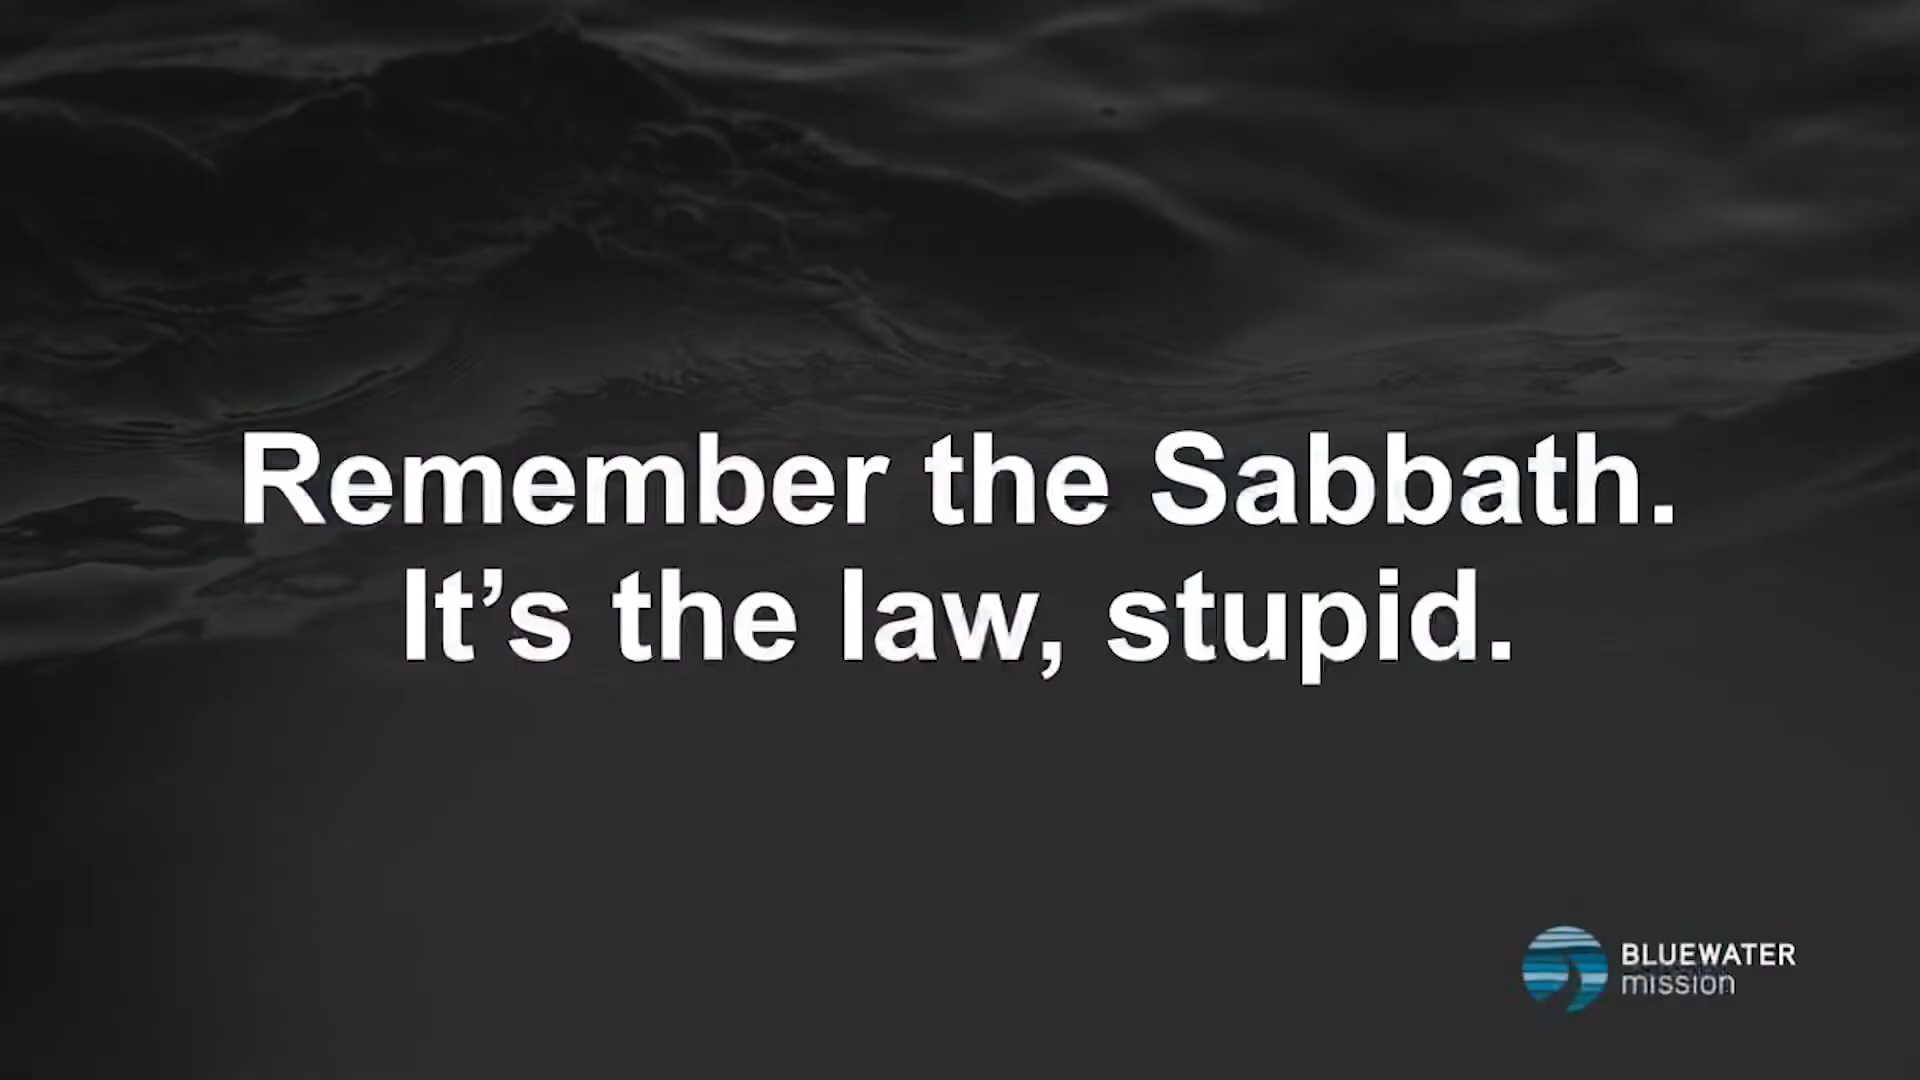 Remember the Sabbath.
It’s the law, stupid.
BLUEWATER
mission